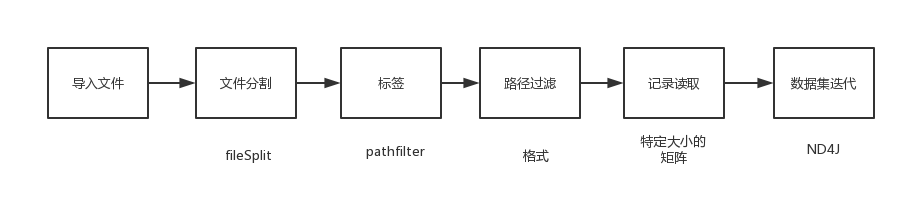 导入文件
文件分割
标签
路径过滤
记录读取
数据集迭代
fileSplit
pathfilter
格式
特定大小的
矩阵
ND4J